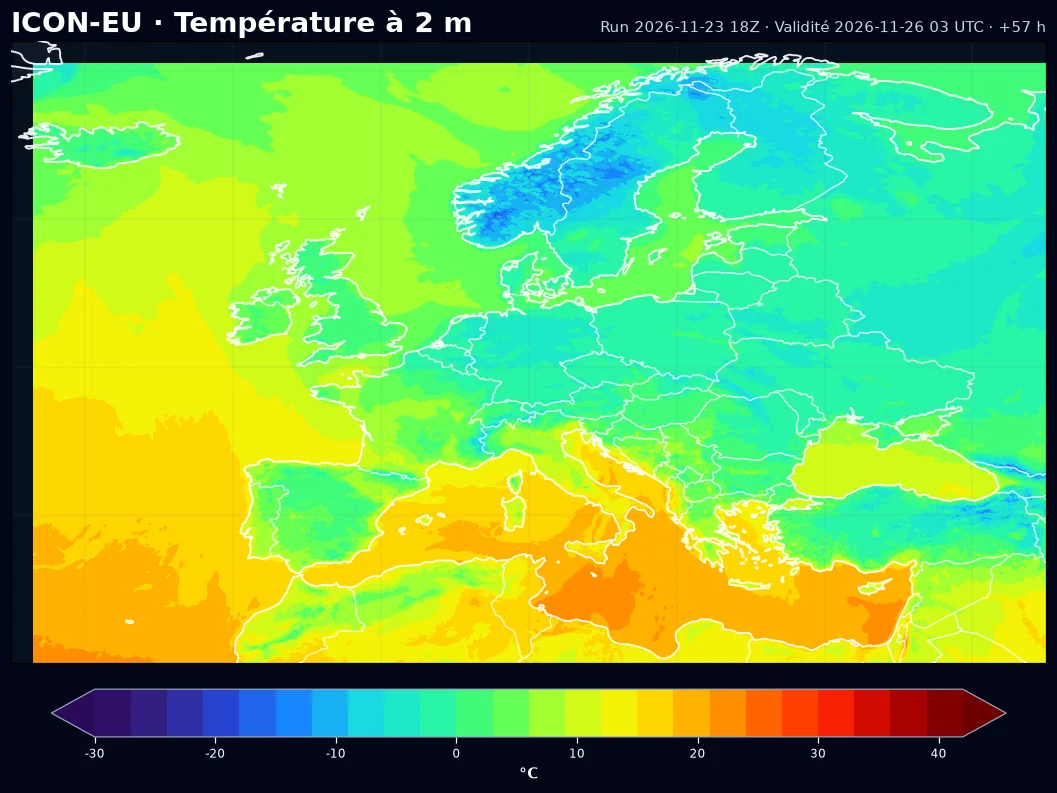 ICON-EU · Température à 2 m
Run 2026-11-23 18Z · Validité 2026-11-26 03 UTC · +57 h
-30 -20 -10 0 10 20 30 40
°C